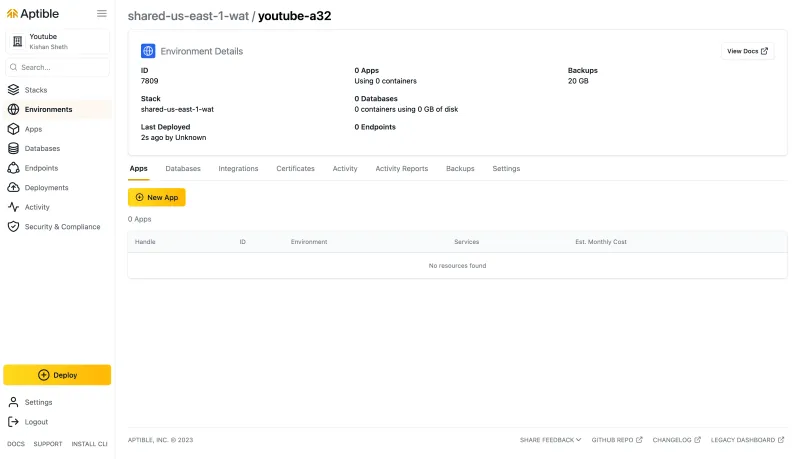 Aptible
Youtube
Kishan Sheth
Search...
Stacks
Environments
Apps
Databases
Endpoints
Deployments
Activity
Security & Compliance
Deploy
Settings
Logout
DOCS SUPPORT INSTALL CLI
shared-us-east-1-wat / youtube-a32
Environment Details
View Docs
ID
7809
0 Apps
Using 0 containers
Backups
20 GB
Stack
shared-us-east-1-wat
0 Databases
0 containers using 0 GB of disk
Last Deployed
2s ago by Unknown
0 Endpoints
Apps Databases Integrations Certificates Activity Activity Reports Backups Settings
New App
0 Apps
Handle ID Environment Services Est. Monthly Cost
No resources found
APTIBLE, INC. © 2023
SHARE FEEDBACK GITHUB REPO CHANGELOG LEGACY DASHBOARD